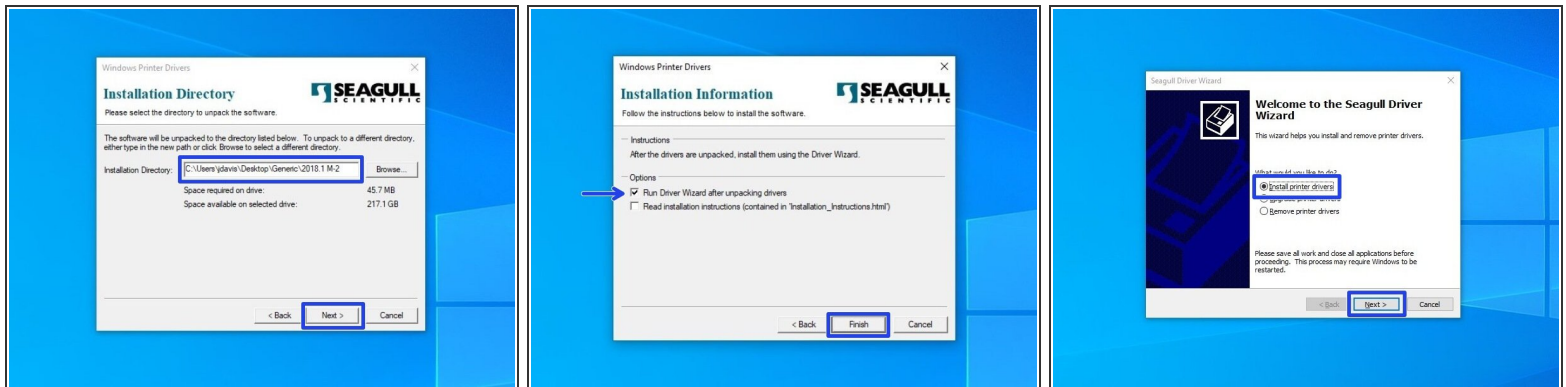 Windows Printer Drivers
Installation Directory
SEAGULL
SCIENTIFIC
Please select the directory to unpack the software.
The software will be unpacked to the directory listed below. To unpack to a different directory,
either type in the new path or click Browse to select a different directory.
Installation Directory: C:\Users\jdavis\Desktop\Generic\2018.1 M-2 Browse...
Space required on drive: 45.7 MB
Space available on selected drive: 217.1 GB
< Back Next > Cancel
Windows Printer Drivers
Installation Information
SEAGULL
SCIENTIFIC
Follow the instructions below to install the software.
Instructions
After the drivers are unpacked, install them using the Driver Wizard.
Options
Run Driver Wizard after unpacking drivers
Read installation instructions (contained in 'Installation_Instructions.html')
< Back Finish Cancel
Seagull Driver Wizard
Welcome to the Seagull Driver
Wizard
This wizard helps you install and remove printer drivers.
What would you like to do?
Install printer drivers
Upgrade printer drivers
Remove printer drivers
Please save all work and close all applications before
proceeding. This process may require Windows to be
restarted.
< Back Next > Cancel